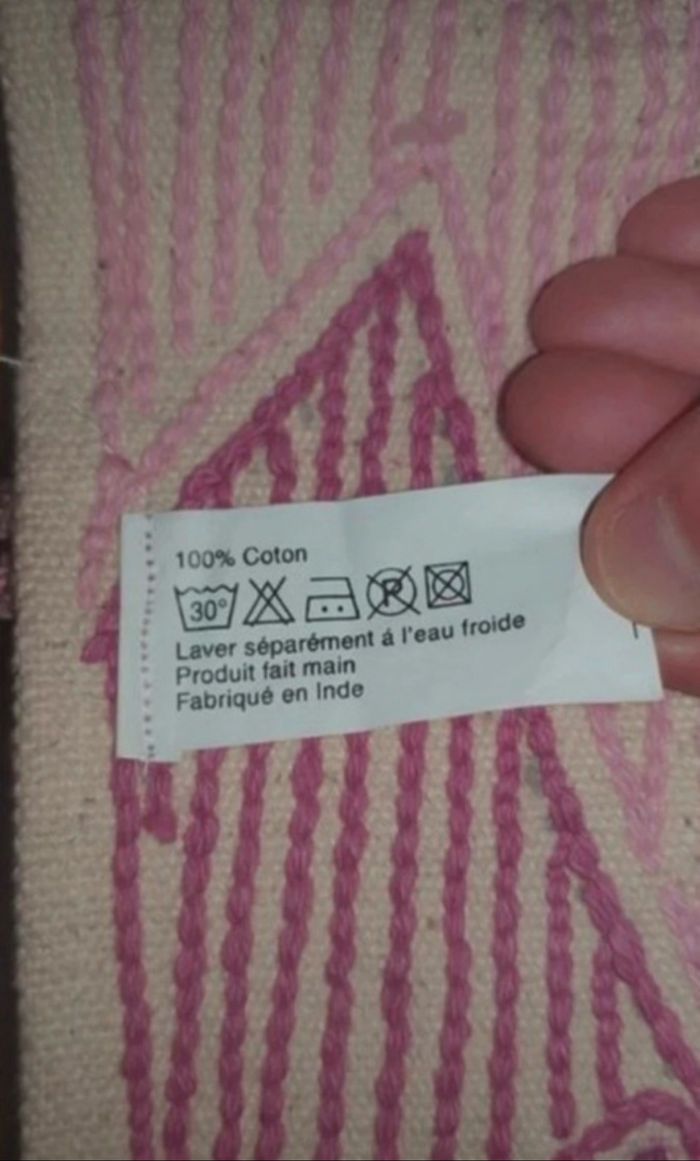 100% Coton
30° P
Laver séparément á l'eau froide
Produit fait main
Fabriqué en Inde